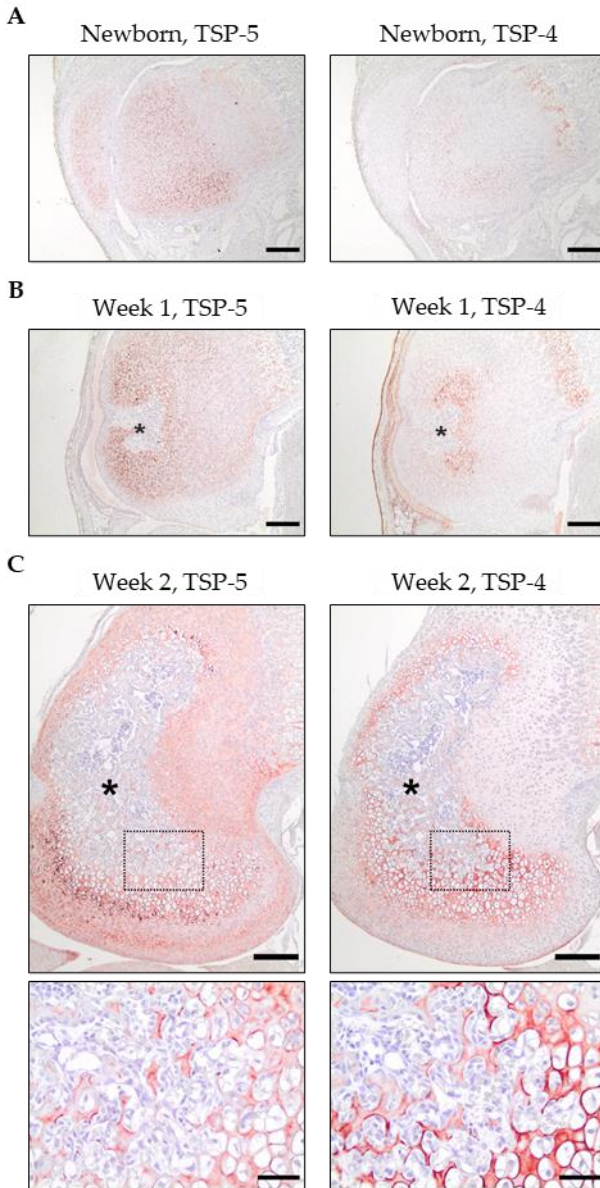 A
Newborn, TSP-5
Newborn, TSP-4
B
Week 1, TSP-5
Week 1, TSP-4
*
*
C
Week 2, TSP-5
Week 2, TSP-4
*
*